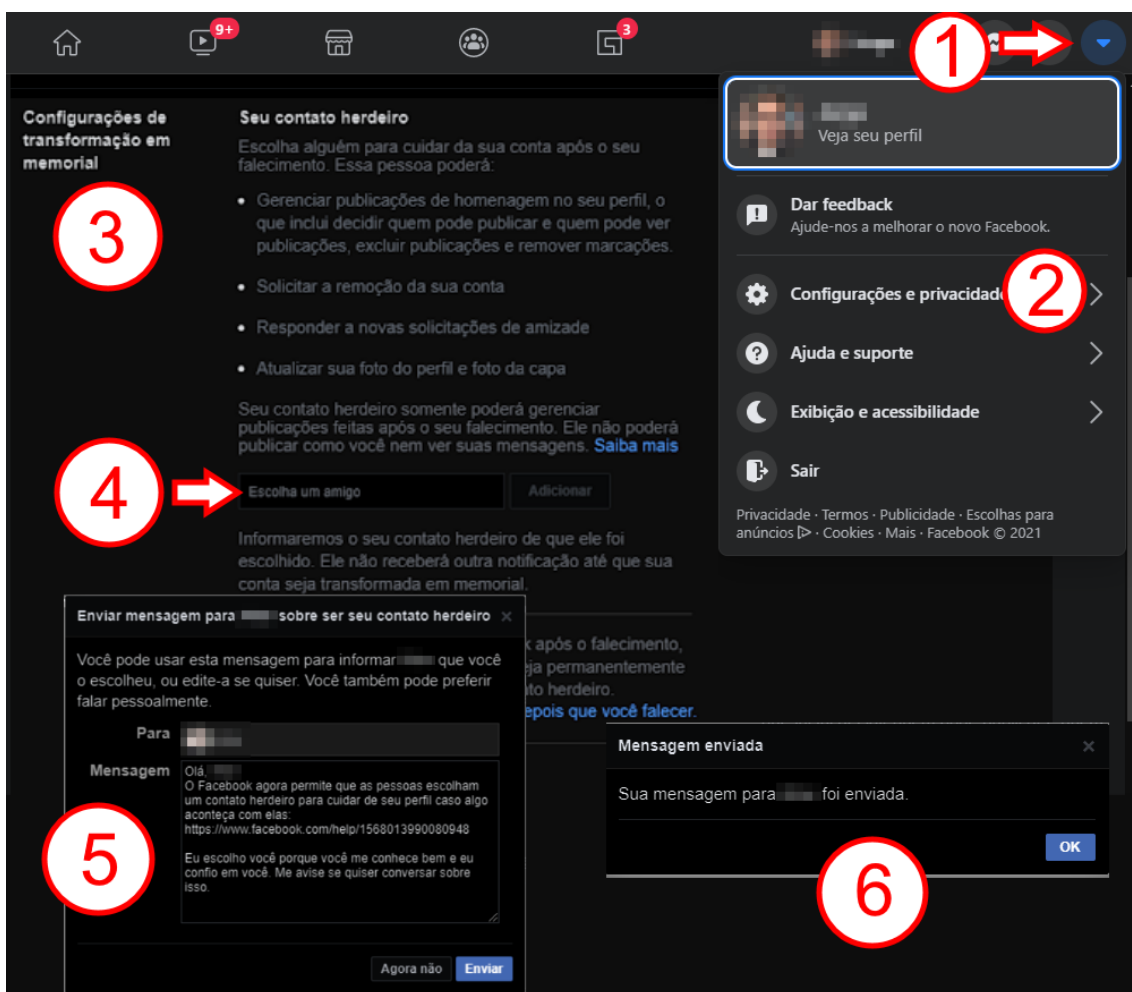 9+
3
1
Veja seu perfil
Dar feedback
Ajude-nos a melhorar o novo Facebook.
Configurações e privacidade
2
Ajuda e suporte
Exibição e acessibilidade
Sair
Privacidade · Termos · Publicidade · Escolhas para
anúncios · Cookies · Mais · Facebook © 2021
Configurações de
transformação em
memorial
3
Seu contato herdeiro
Escolha alguém para cuidar da sua conta após o seu
falecimento. Essa pessoa poderá:
• Gerenciar publicações de homenagem no seu perfil, o
que inclui decidir quem pode publicar e quem pode ver
publicações, excluir publicações e remover marcações.
• Solicitar a remoção da sua conta
• Responder a novas solicitações de amizade
• Atualizar sua foto do perfil e foto da capa
Seu contato herdeiro somente poderá gerenciar
publicações feitas após o seu falecimento. Ele não poderá
publicar como você nem ver suas mensagens. Saiba mais
4
Escolha um amigo
Adicionar
Informaremos o seu contato herdeiro de que ele foi
escolhido. Ele não receberá outra notificação até que sua
conta seja transformada em memorial.
após o falecimento,
permanentemente
herdeiro.
que você falecer.
Enviar mensagem para sobre ser seu contato herdeiro ×
Você pode usar esta mensagem para informar que você
o escolheu, ou edite-a se quiser. Você também pode preferir
falar pessoalmente.
Para
Mensagem
Olá,
O Facebook agora permite que as pessoas escolham
um contato herdeiro para cuidar de seu perfil caso algo
aconteça com elas:
https://www.facebook.com/help/1568013990080948
Eu escolho você porque você me conhece bem e eu
confio em você. Me avise se quiser conversar sobre
isso.
5
Agora não
Enviar
Mensagem enviada ×
Sua mensagem para foi enviada.
OK
6